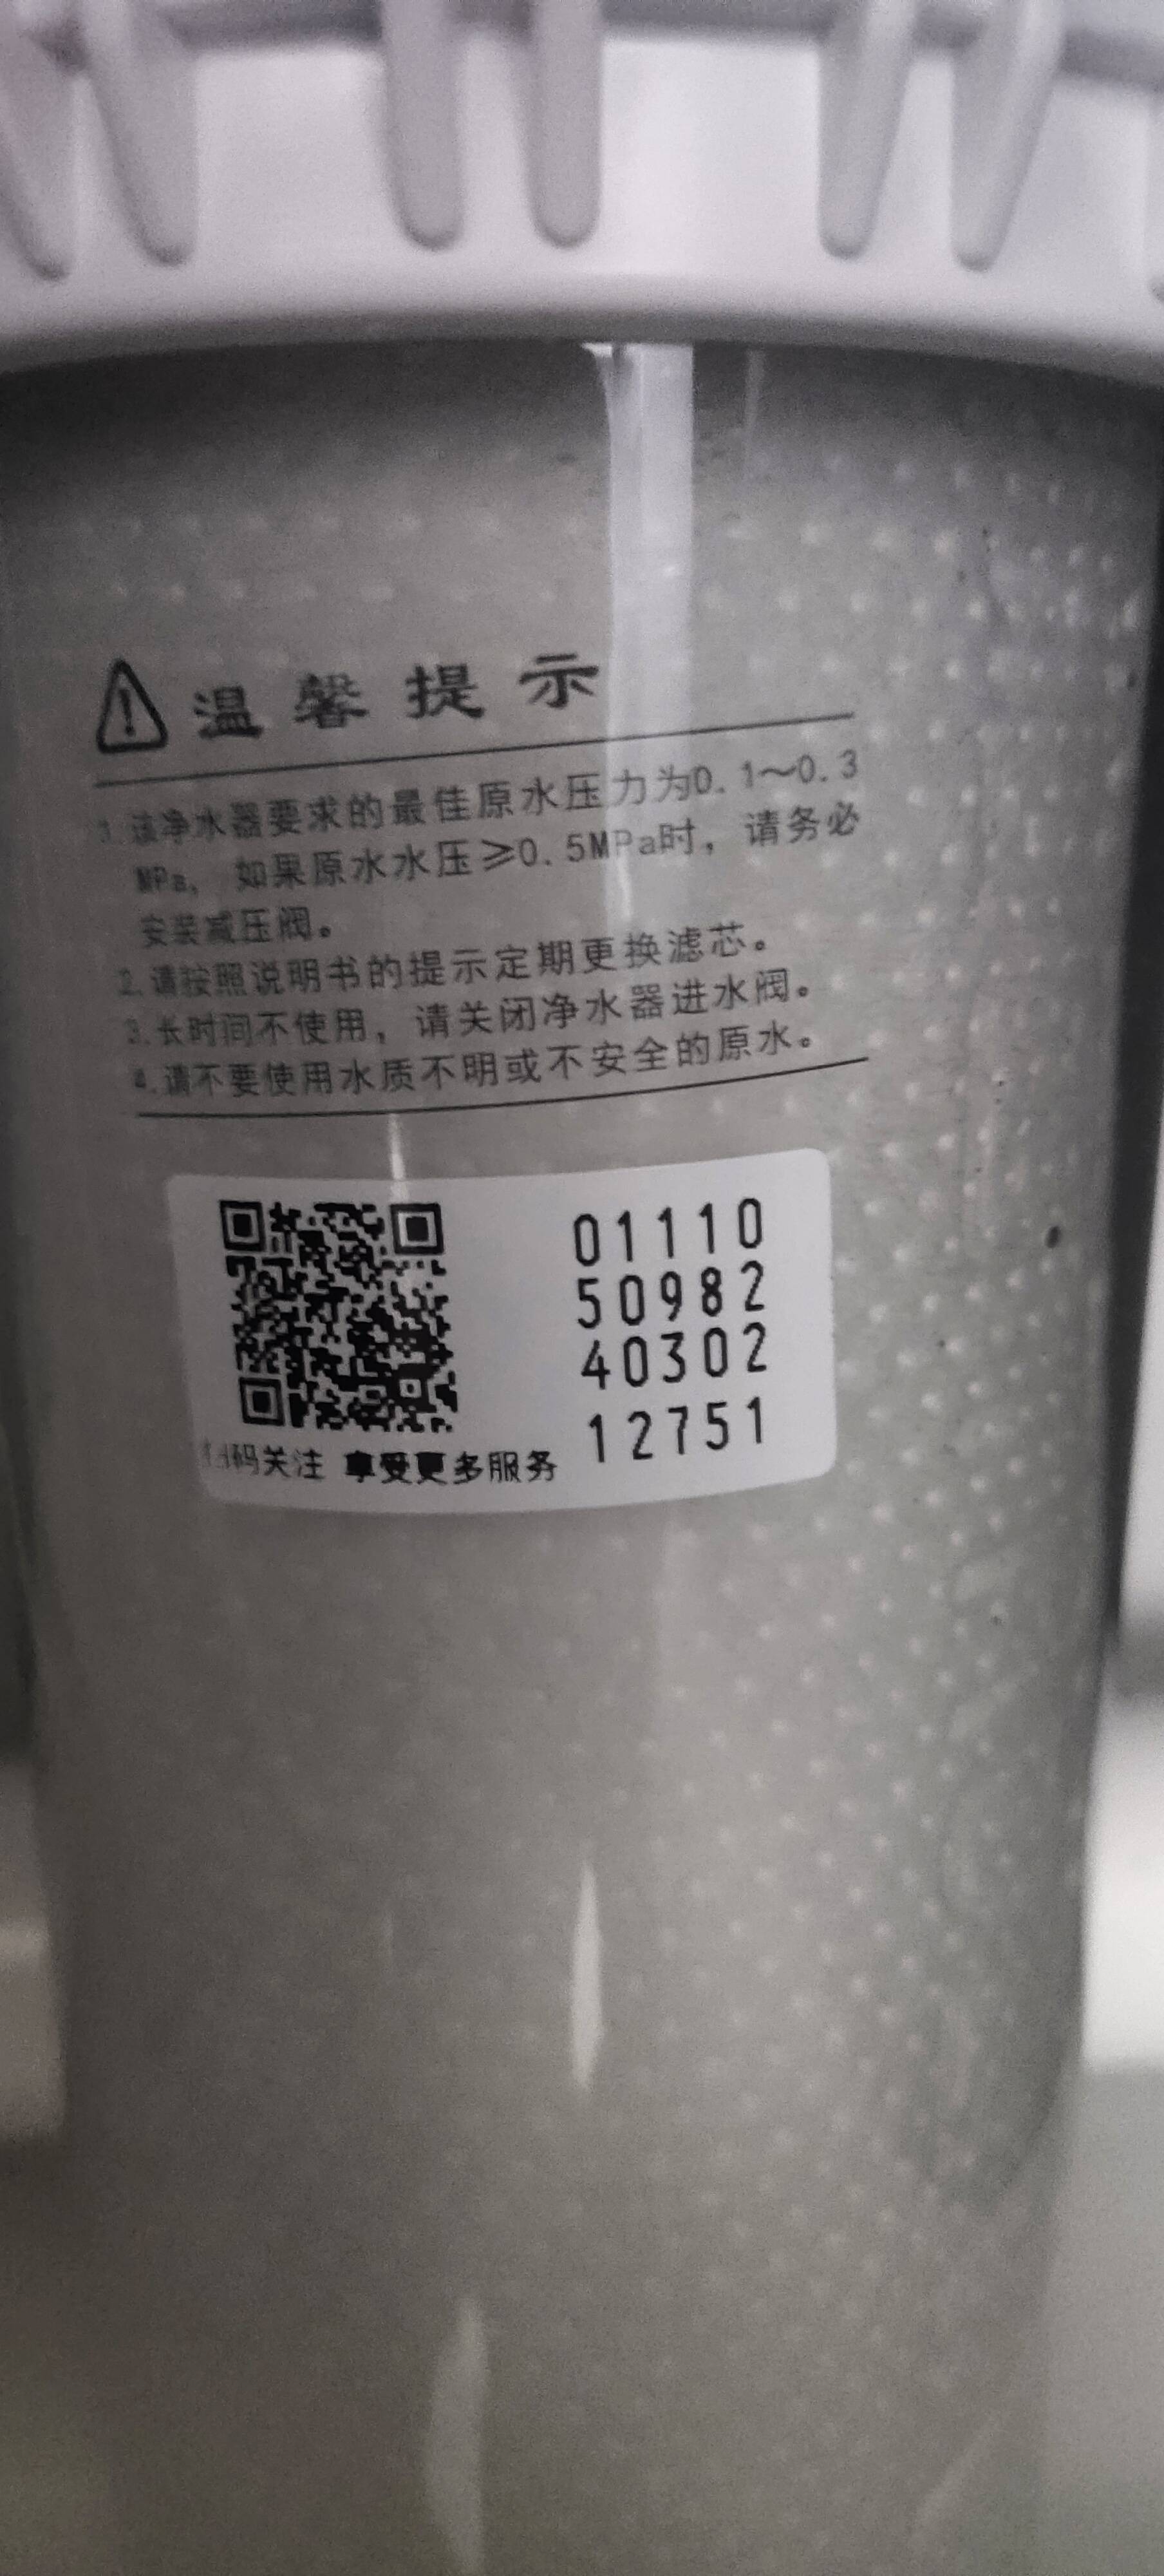 温馨提示
1.该净水器要求的最佳原水压力为0.1～0.3
MPa, 如果原水水压≥0.5MPa时，请务必
安装减压阀。
2.请按照说明书的提示定期更换滤芯。
3.长时间不使用，请关闭净水器进水阀。
4.请不要使用水质不明或不安全的原水。
01110
50982
40302
12751
码关注 享受更多服务